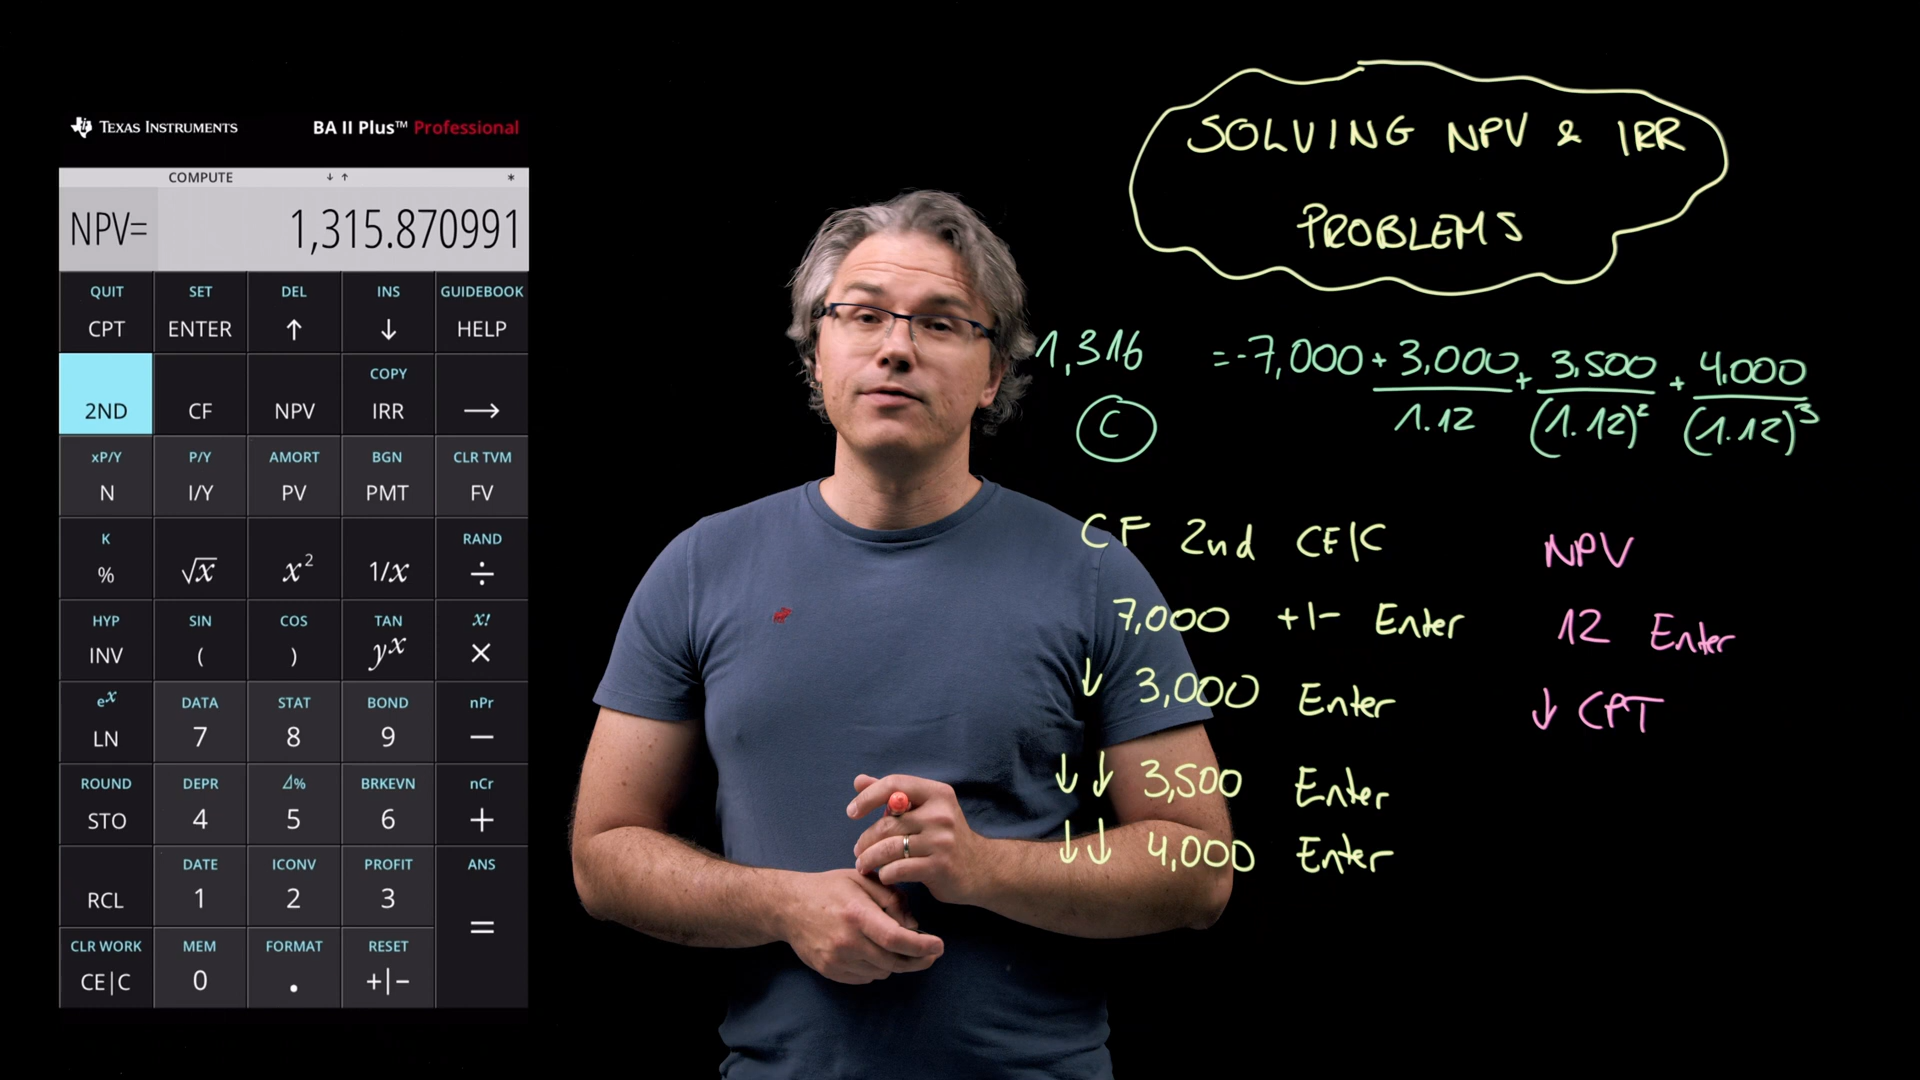 TEXAS INSTRUMENTS BA II Plus™ Professional
COMPUTE ↓ ↑ *
NPV= 1,315.870991
QUIT SET DEL INS GUIDEBOOK
CPT ENTER ↑ ↓ HELP
COPY
2ND CF NPV IRR →
xP/Y P/Y AMORT BGN CLR TVM
N I/Y PV PMT FV
K RAND
% √x x² 1/x ÷
HYP SIN COS TAN x!
INV ( ) yˣ ×
eˣ DATA STAT BOND nPr
LN 7 8 9 −
ROUND DEPR Δ% BRKEVN nCr
STO 4 5 6 +
DATE ICONV PROFIT ANS
RCL 1 2 3 =
CLR WORK MEM FORMAT RESET
CE|C 0 . +|−
SOLVING NPV & IRR
PROBLEMS
1,316 = -7,000 + 3,000 + 3,500 + 4,000
C 1.12 (1.12)² (1.12)³
CF 2nd CE|C
7,000 +|− Enter
↓ 3,000 Enter
↓↓ 3,500 Enter
↓↓ 4,000 Enter
NPV
12 Enter
↓ CPT